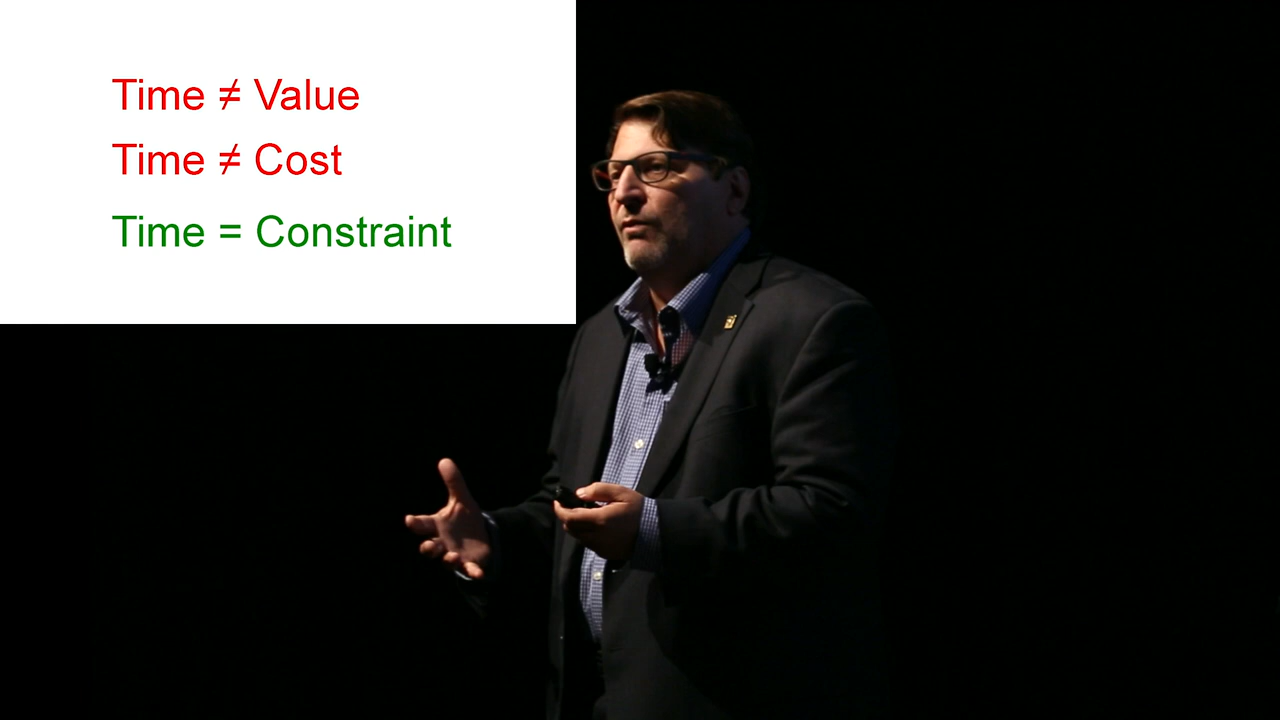 Time ≠ Value
Time ≠ Cost
Time = Constraint